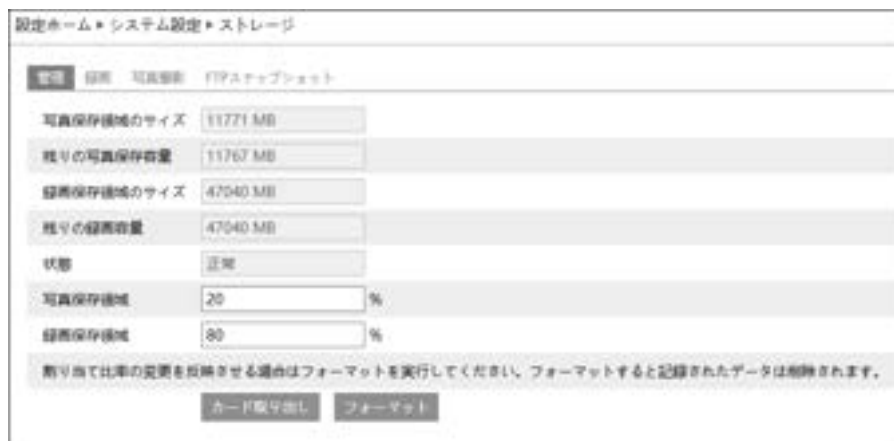 設定ホーム▶システム設定▶ストレージ
管理 録画 写真撮影 FTPスナップショット
写真保存領域のサイズ 11771 MB
残りの写真保存容量 11767 MB
録画保存領域のサイズ 47040 MB
残りの録画容量 47040 MB
状態 正常
写真保存領域 20 %
録画保存領域 80 %
割り当て比率の変更を反映させる場合はフォーマットを実行してください。フォーマットすると記録されたデータは削除されます。
カード取り出し フォーマット